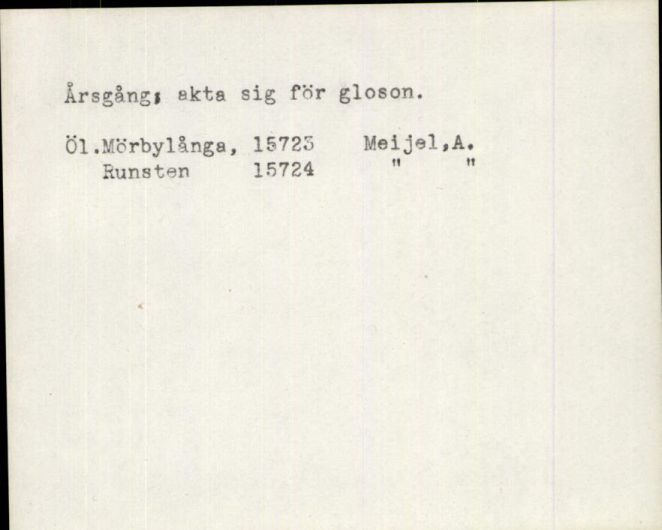 Årsgång; akta sig för gloson.
Öl.Mörbylånga, 15723 Meijel,A.
Runsten 15724 " "